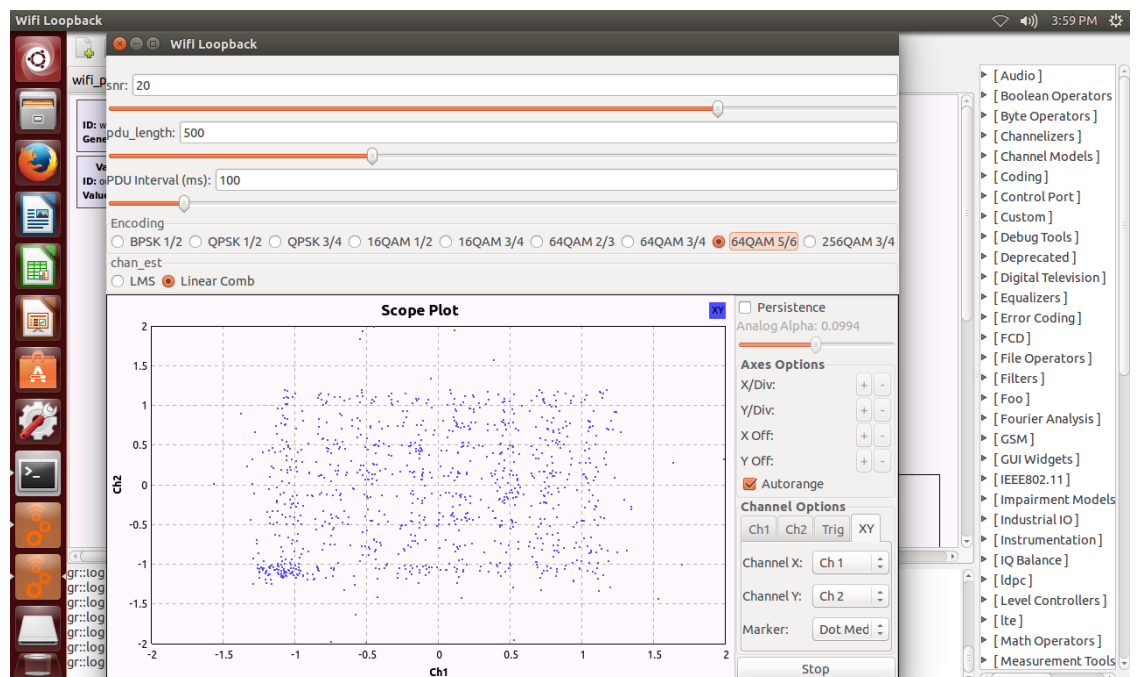 Wifi Loopback
3:59 PM
Wifi Loopback
wifi_p
snr: 20
pdu_length: 500
PDU Interval (ms): 100
ID: w
Gene
Va
ID: o
Value
Encoding
BPSK 1/2 QPSK 1/2 QPSK 3/4 16QAM 1/2 16QAM 3/4 64QAM 2/3 64QAM 3/4 64QAM 5/6 256QAM 3/4
chan_est
LMS Linear Comb
Scope Plot
XY
2
1.5
1
0.5
0
-0.5
-1
-1.5
-2
Ch2
-2 -1.5 -1 -0.5 0 0.5 1 1.5 2
Ch1
Persistence
Analog Alpha: 0.0994
Axes Options
X/Div: + -
Y/Div: + -
X Off: + -
Y Off: + -
Autorange
Channel Options
Ch1 Ch2 Trig XY
Channel X: Ch 1
Channel Y: Ch 2
Marker: Dot Med
Stop
gr::log
gr::log
gr::log
gr::log
gr::log
gr::log
gr::log
[ Audio ]
[ Boolean Operators
[ Byte Operators ]
[ Channelizers ]
[ Channel Models ]
[ Coding ]
[ Control Port ]
[ Custom ]
[ Debug Tools ]
[ Deprecated ]
[ Digital Television ]
[ Equalizers ]
[ Error Coding ]
[ FCD ]
[ File Operators ]
[ Filters ]
[ Foo ]
[ Fourier Analysis ]
[ GSM ]
[ GUI Widgets ]
[ IEEE802.11 ]
[ Impairment Models
[ Industrial IO ]
[ Instrumentation ]
[ IQ Balance ]
[ ldpc ]
[ Level Controllers ]
[ lte ]
[ Math Operators ]
[ Measurement Tools